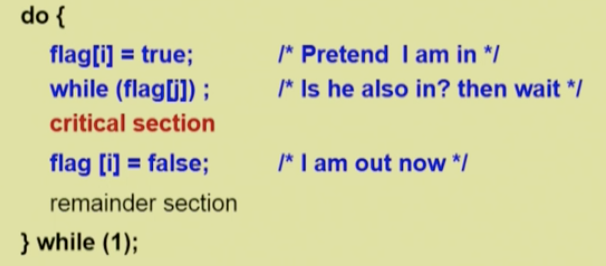 do {
flag[i] = true; /* Pretend I am in */
while (flag[j]) ; /* Is he also in? then wait */
critical section
flag [i] = false; /* I am out now */
remainder section
} while (1);